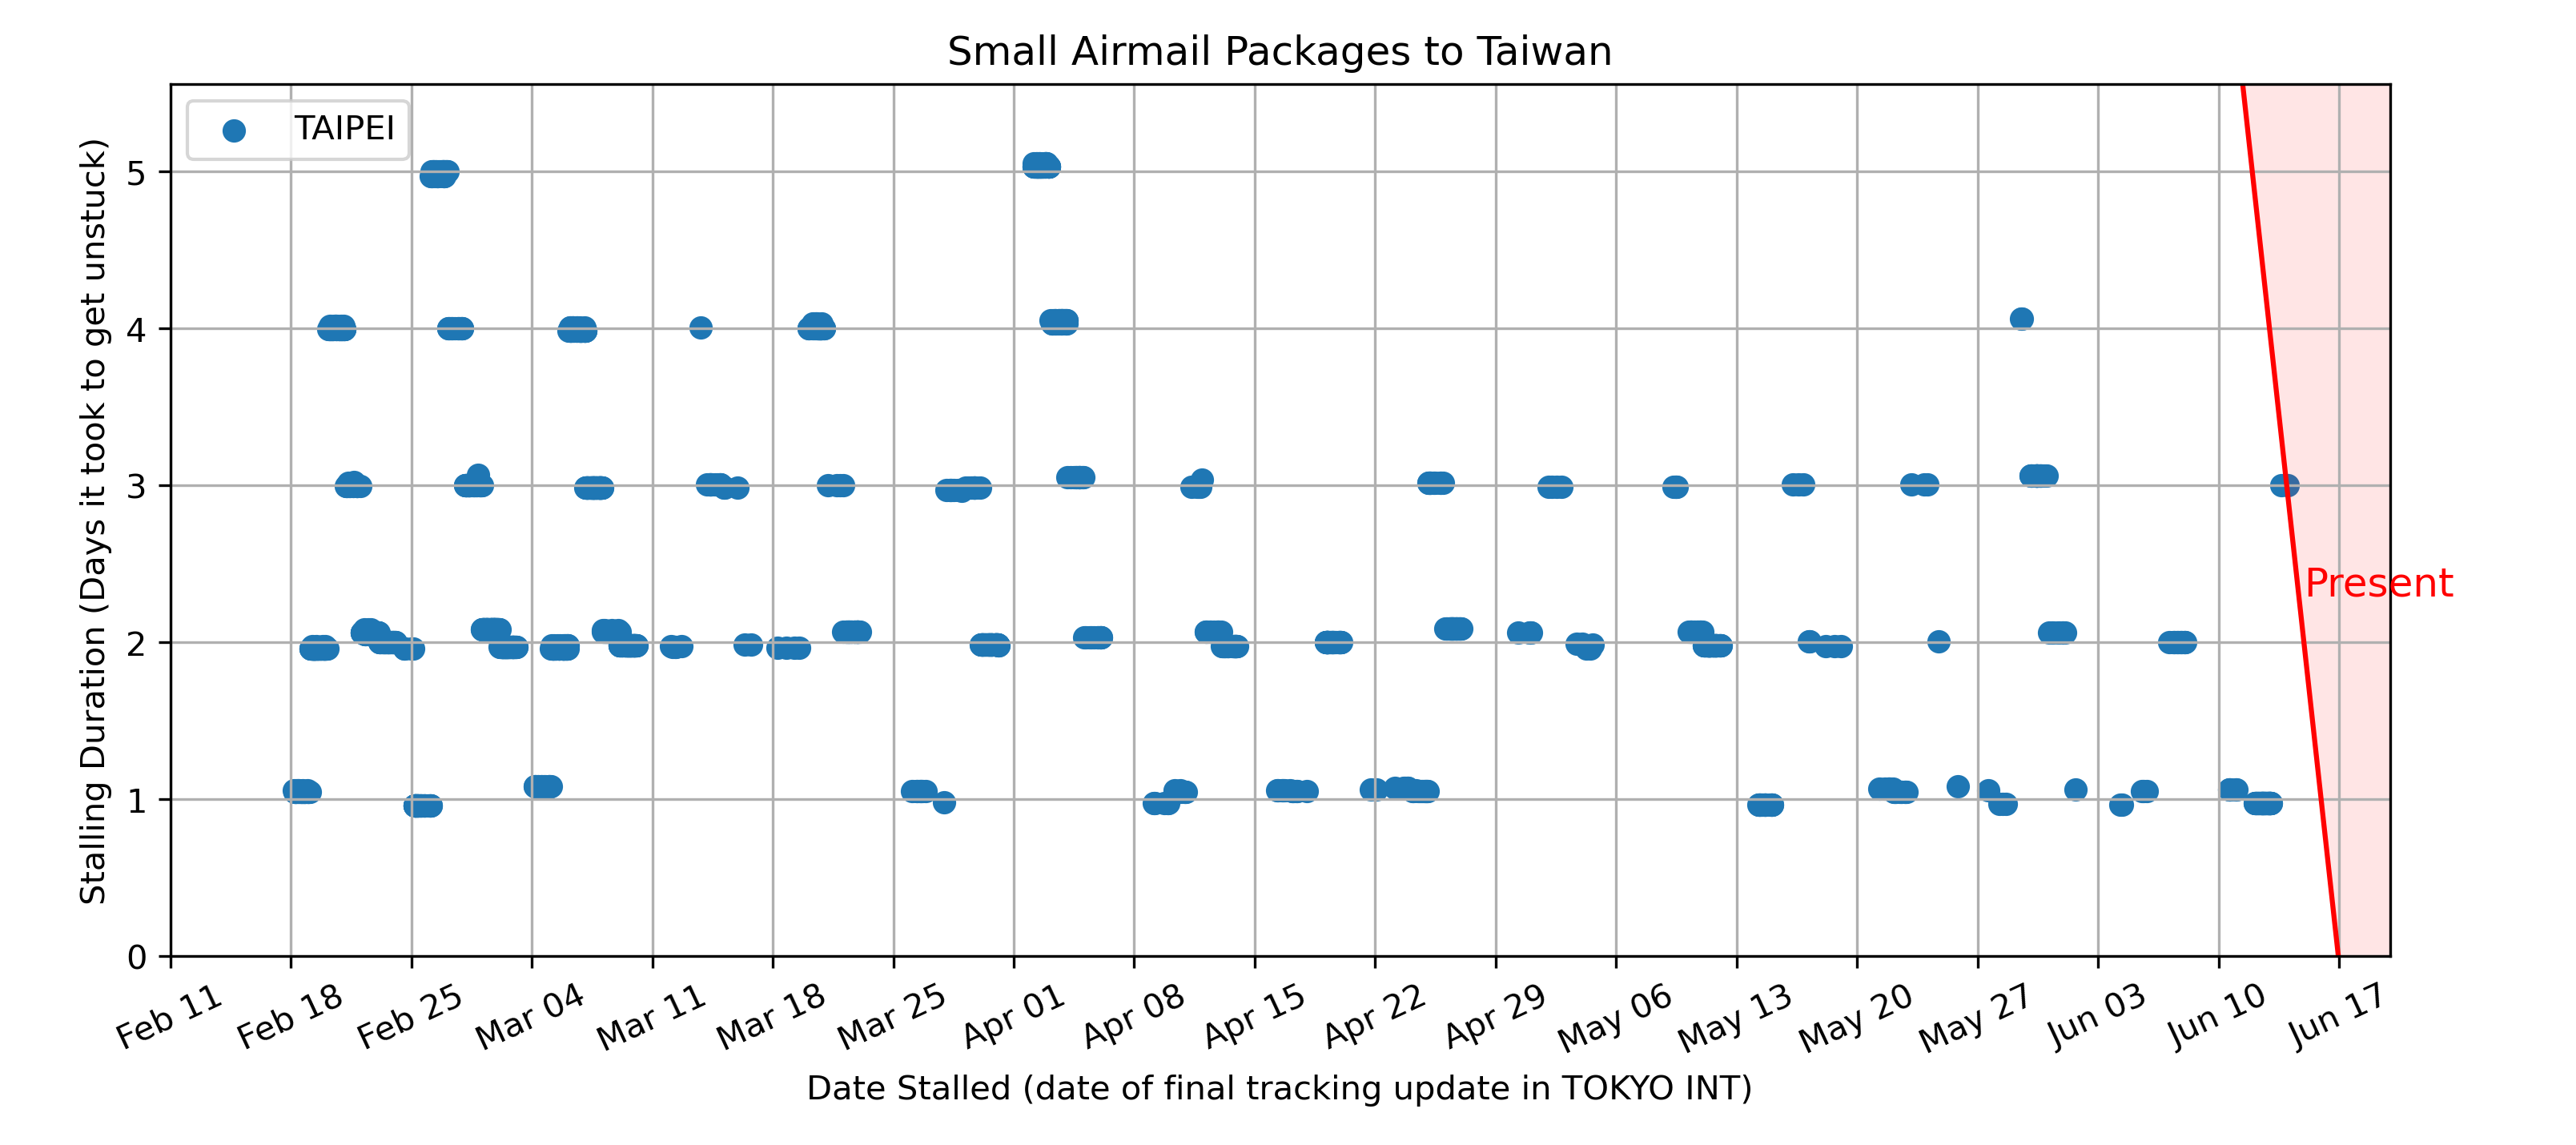 Small Airmail Packages to Taiwan
TAIPEI
Stalling Duration (Days it took to get unstuck)
5
4
3
2
1
0
Present
Feb 11
Feb 18
Feb 25
Mar 04
Mar 11
Mar 18
Mar 25
Apr 01
Apr 08
Apr 15
Apr 22
Apr 29
May 06
May 13
May 20
May 27
Jun 03
Jun 10
Jun 17
Date Stalled (date of final tracking update in TOKYO INT)